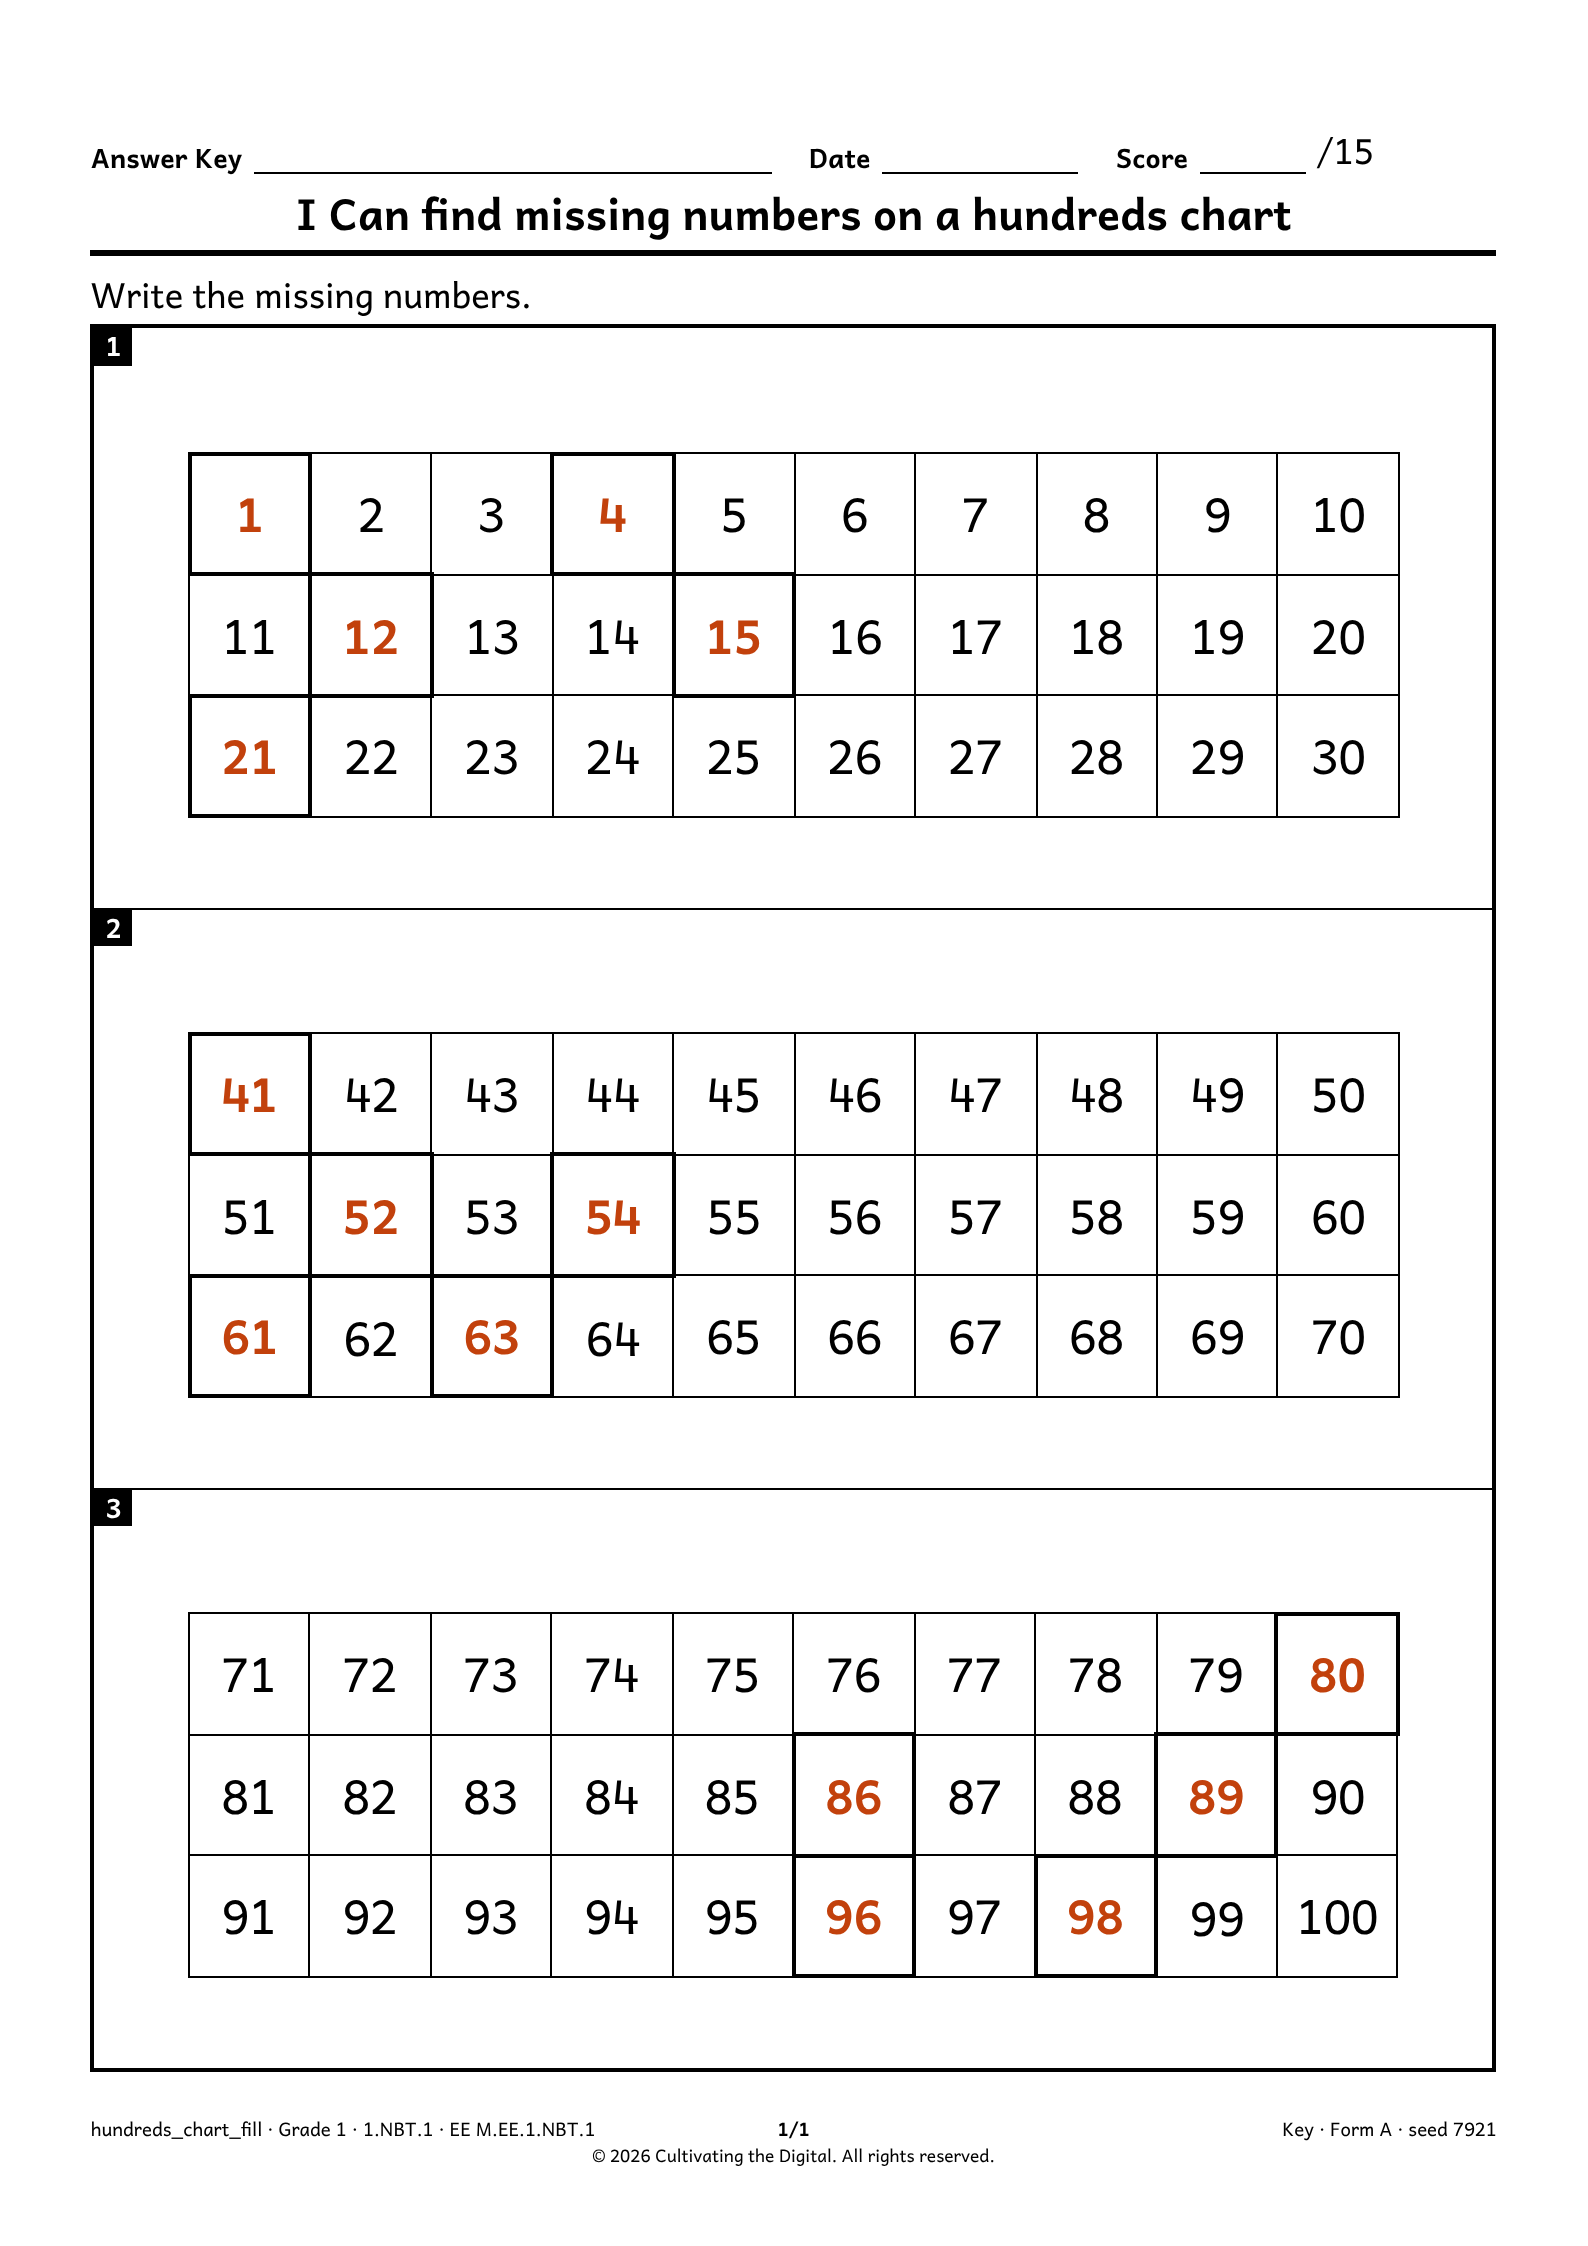 Answer Key Date Score /15
I Can find missing numbers on a hundreds chart
Write the missing numbers.
1
1 2 3 4 5 6 7 8 9 10
11 12 13 14 15 16 17 18 19 20
21 22 23 24 25 26 27 28 29 30
2
41 42 43 44 45 46 47 48 49 50
51 52 53 54 55 56 57 58 59 60
61 62 63 64 65 66 67 68 69 70
3
71 72 73 74 75 76 77 78 79 80
81 82 83 84 85 86 87 88 89 90
91 92 93 94 95 96 97 98 99 100
hundreds_chart_fill · Grade 1 · 1.NBT.1 · EE M.EE.1.NBT.1 1/1 Key · Form A · seed 7921
© 2026 Cultivating the Digital. All rights reserved.